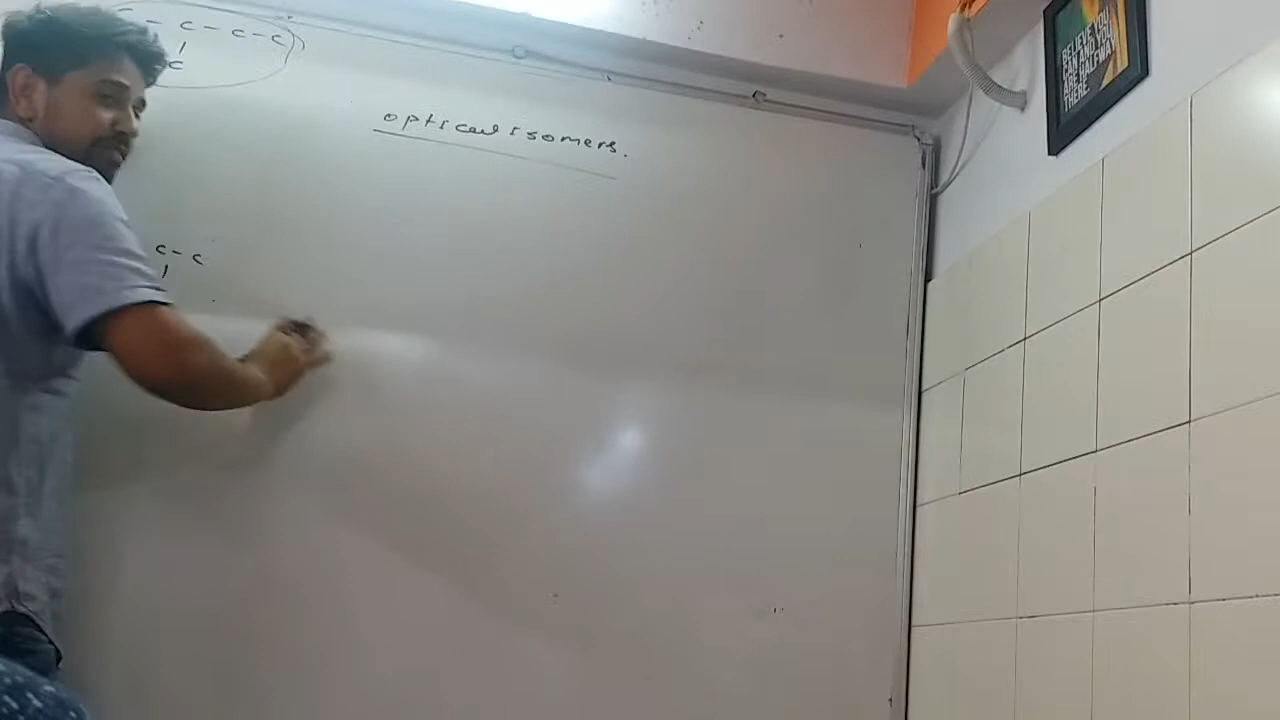 c - c - c - c
c
optical isomers.
c - c
BELIEVE YOU
CAN AND YOU
ARE HALFWAY
THERE